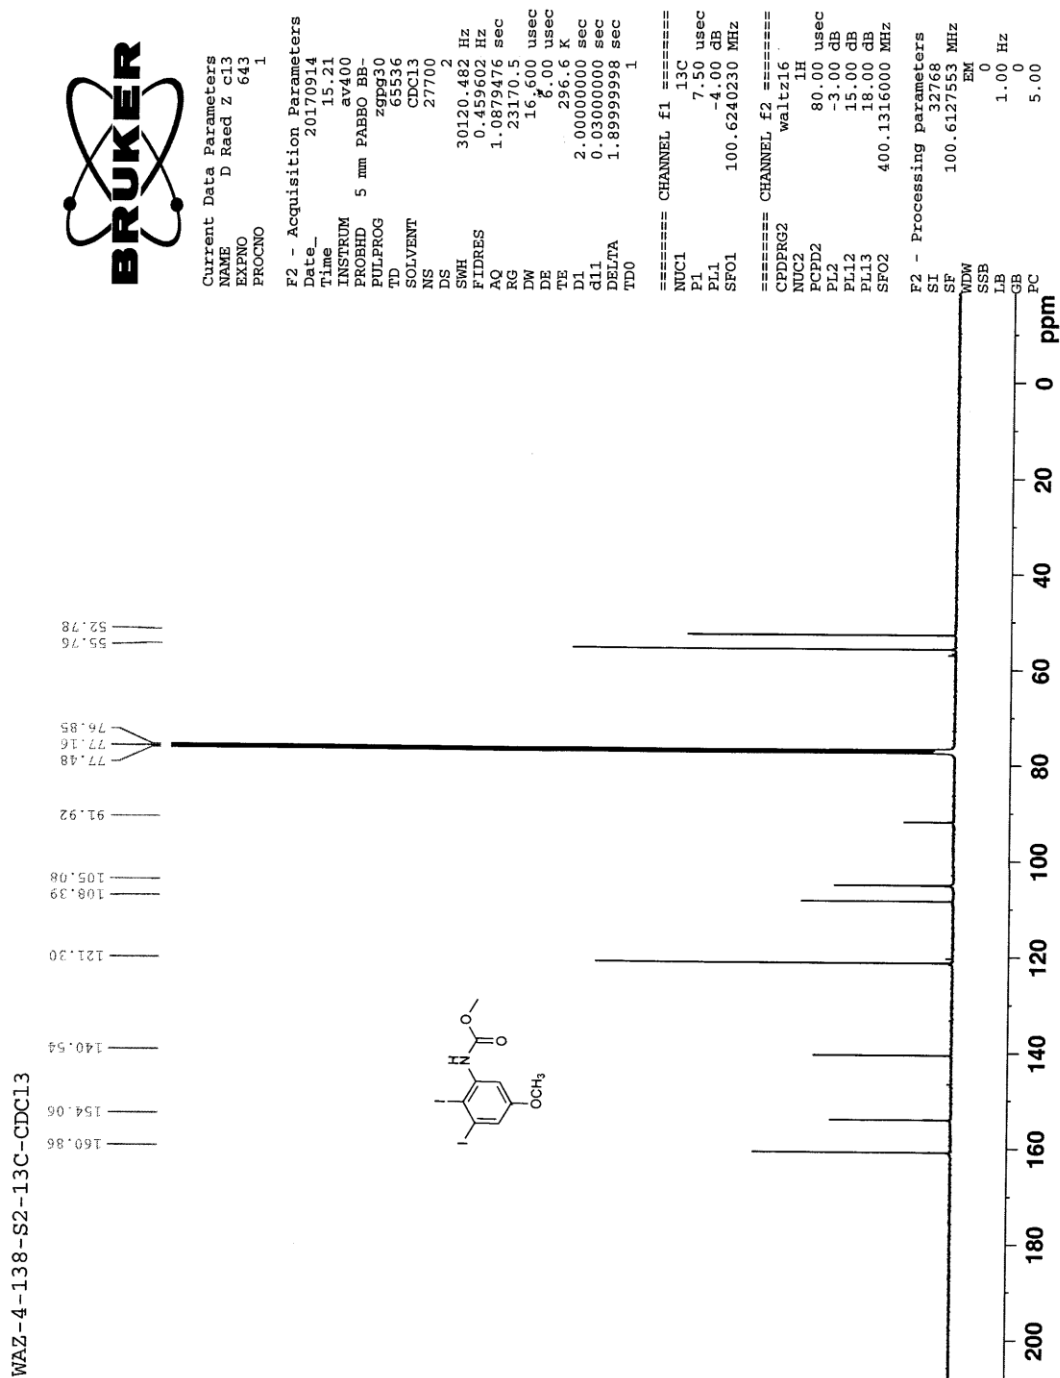 WAZ-4-138-S2-13C-CDCl3
160.86
154.06
140.54
121.30
108.39
105.08
91.92
77.48
77.16
76.85
55.76
52.78
I
I
H
N
O
O
OCH3
200
180
160
140
120
100
80
60
40
20
0
ppm
BRUKER
Current Data Parameters
NAME D Raed Z c13
EXPNO 643
PROCNO 1
F2 - Acquisition Parameters
Date_ 20170914
Time 15.21
INSTRUM av400
PROBHD 5 mm PABBO BB-
PULPROG zgpg30
TD 65536
SOLVENT CDCl3
NS 27700
DS 2
SWH 30120.482 Hz
FIDRES 0.459602 Hz
AQ 1.0879476 sec
RG 23170.5
DW 16.600 usec
DE 6.00 usec
TE 296.6 K
D1 2.00000000 sec
d11 0.03000000 sec
DELTA 1.89999998 sec
TD0 1
======== CHANNEL f1 ========
NUC1 13C
P1 7.50 usec
PL1 -4.00 dB
SFO1 100.6240230 MHz
======== CHANNEL f2 ========
CPDPRG2 waltz16
NUC2 1H
PCPD2 80.00 usec
PL2 -3.00 dB
PL12 15.00 dB
PL13 18.00 dB
SFO2 400.1316000 MHz
F2 - Processing parameters
SI 32768
SF 100.6127553 MHz
WDW EM
SSB 0
LB 1.00 Hz
GB 0
PC 5.00